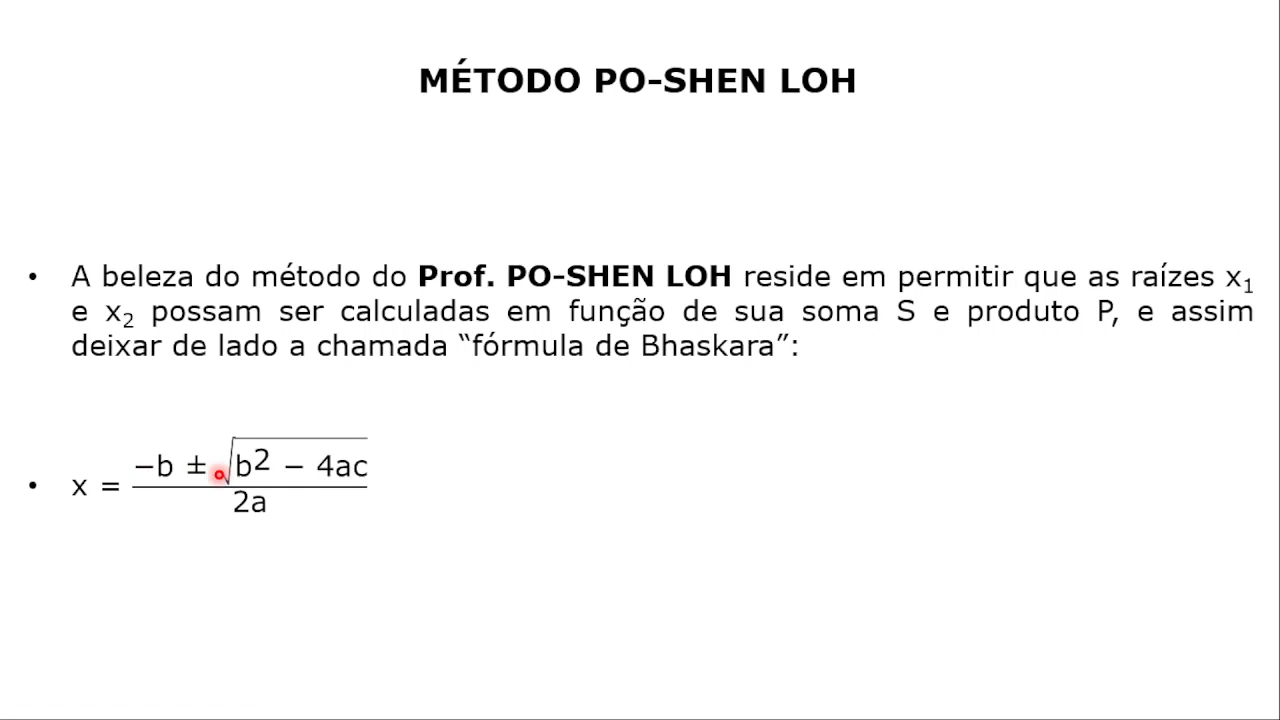 MÉTODO PO-SHEN LOH
• A beleza do método do Prof. PO-SHEN LOH reside em permitir que as raízes x₁
e x₂ possam ser calculadas em função de sua soma S e produto P, e assim
deixar de lado a chamada “fórmula de Bhaskara”:
• x = (−b ± √(b² − 4ac)) / 2a